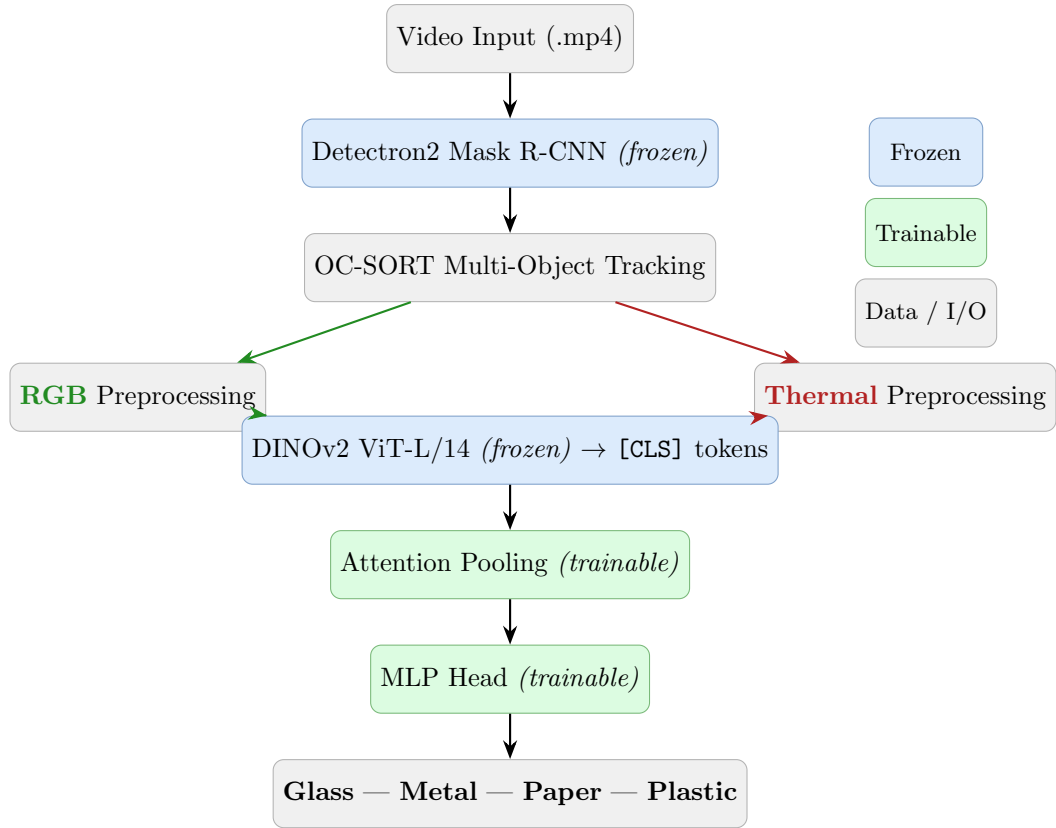 Video Input (.mp4)
Detectron2 Mask R-CNN (frozen)
Frozen
Trainable
OC-SORT Multi-Object Tracking
Data / I/O
RGB Preprocessing
Thermal Preprocessing
DINOv2 ViT-L/14 (frozen) → [CLS] tokens
Attention Pooling (trainable)
MLP Head (trainable)
Glass — Metal — Paper — Plastic